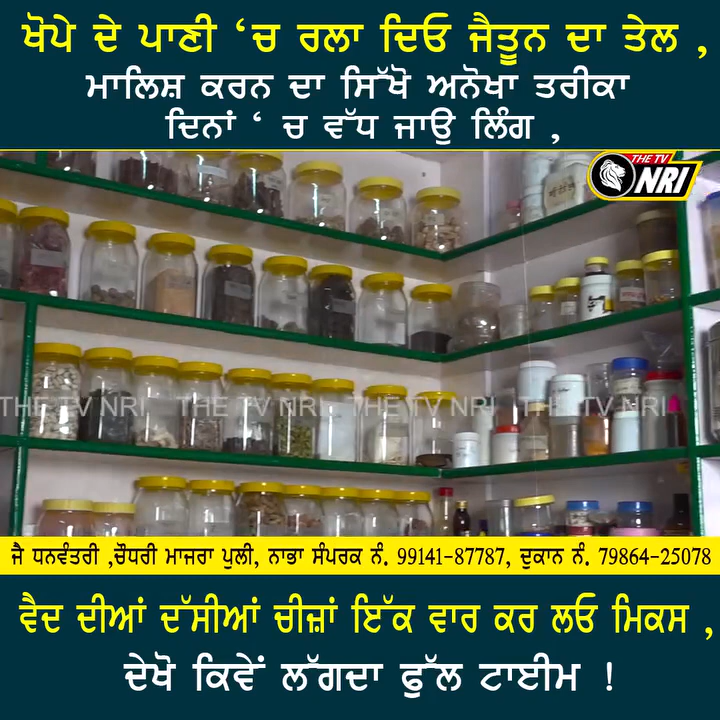 ਖੋਪੇ ਦੇ ਪਾਣੀ ‘ਚ ਰਲਾ ਦਿਓ ਜੈਤੂਨ ਦਾ ਤੇਲ ,
ਮਾਲਿਸ਼ ਕਰਨ ਦਾ ਸਿੱਖੋ ਅਨੋਖਾ ਤਰੀਕਾ
ਦਿਨਾਂ ‘ ਚ ਵੱਧ ਜਾਊ ਲਿੰਗ ,
THE TV
NRI
THE TV NRI THE TV NRI THE TV NRI THE TV NRI
ਜੈ ਧਨਵੰਤਰੀ ,ਚੌਧਰੀ ਮਾਜਰਾ ਪੁਲੀ, ਨਾਭਾ ਸੰਪਰਕ ਨੰ. 99141-87787, ਦੁਕਾਨ ਨੰ. 79864-25078
ਵੈਦ ਦੀਆਂ ਦੱਸੀਆਂ ਚੀਜ਼ਾਂ ਇੱਕ ਵਾਰ ਕਰ ਲਓ ਮਿਕਸ ,
ਦੇਖੋ ਕਿਵੇਂ ਲੱਗਦਾ ਫੁੱਲ ਟਾਈਮ !